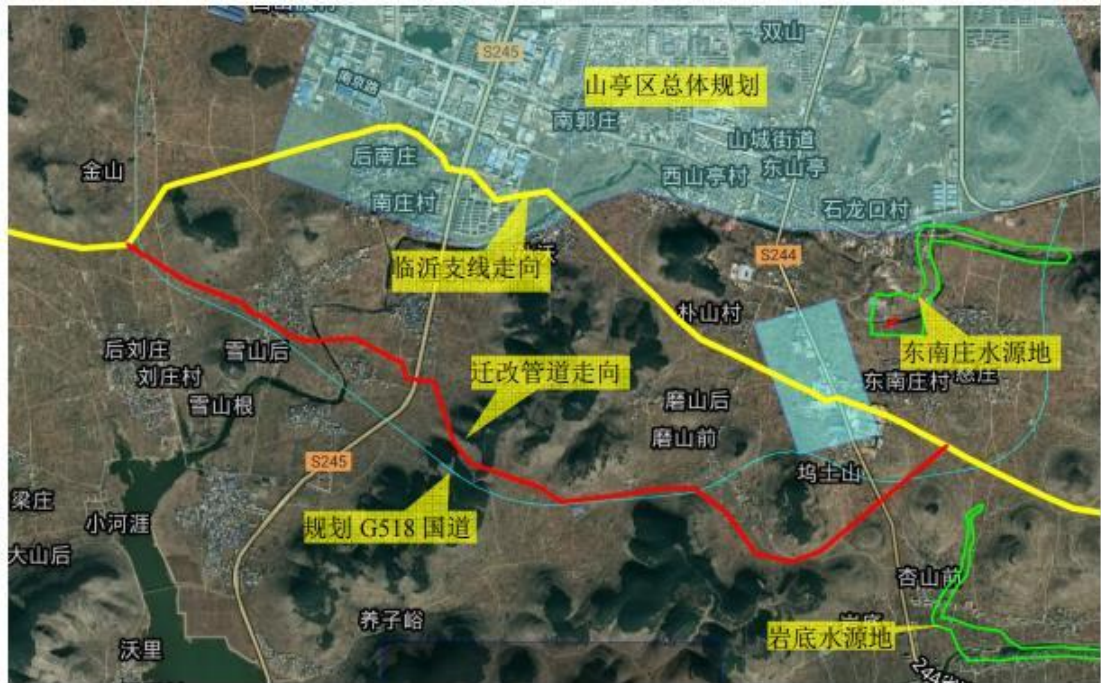 双山
S245
南京路
山亭区总体规划
南郭庄
山城街道
后南庄
东山亭
西山亭村
金山
南庄村
石龙口村
S244
临沂支线走向
朴山村
后刘庄
雪山后
东南庄水源地
迁改管道走向
刘庄村
东南庄村
磨山后
雪山根
磨山前
S245
坞土山
梁庄
小河涯
规划 G518 国道
大山后
杏山前
养子峪
岩底水源地
沃里